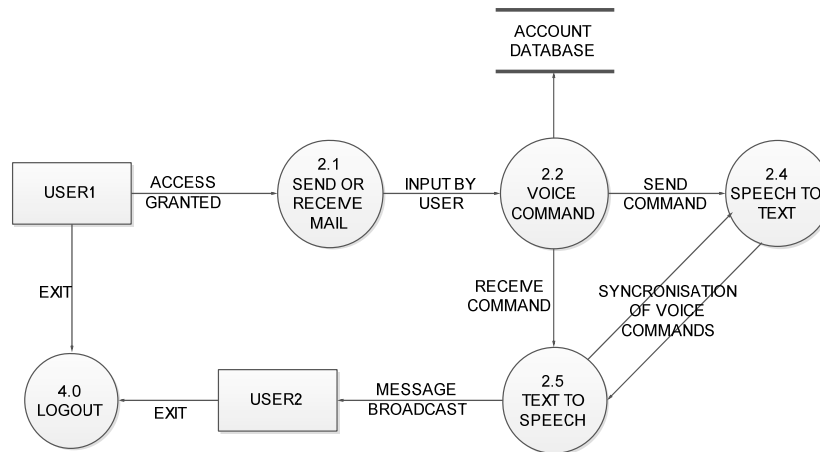 ACCOUNT
DATABASE
USER1
ACCESS
GRANTED
2.1
SEND OR
RECEIVE
MAIL
INPUT BY
USER
2.2
VOICE
COMMAND
SEND
COMMAND
2.4
SPEECH TO
TEXT
EXIT
RECEIVE
COMMAND
SYNCRONISATION
OF VOICE
COMMANDS
4.0
LOGOUT
EXIT
USER2
MESSAGE
BROADCAST
2.5
TEXT TO
SPEECH